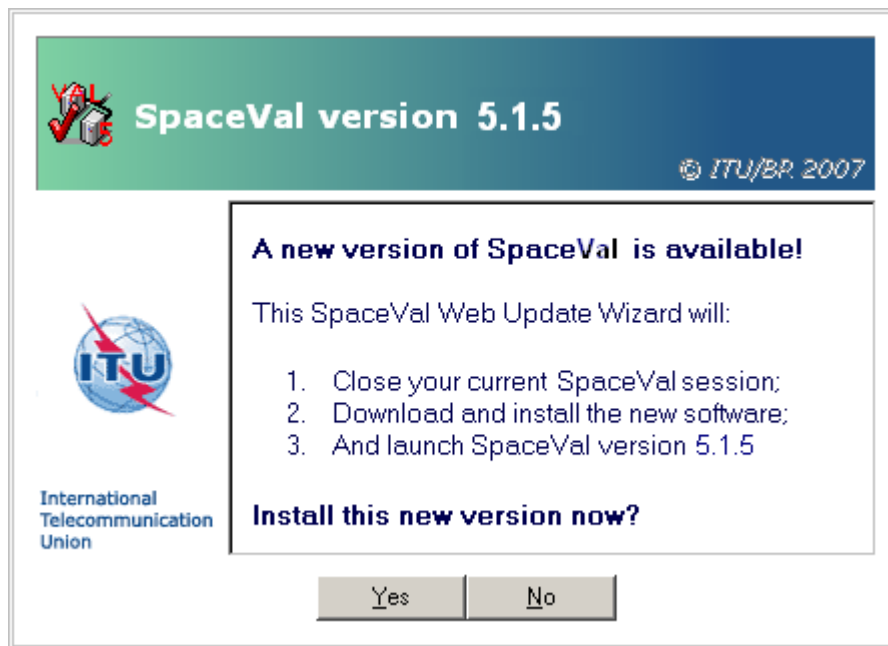 VAL
5
SpaceVal version 5.1.5
© ITU/BR 2007
A new version of SpaceVal is available!
This SpaceVal Web Update Wizard will:
1. Close your current SpaceVal session;
2. Download and install the new software;
3. And launch SpaceVal version 5.1.5
ITU
International
Telecommunication
Union
Install this new version now?
Yes No